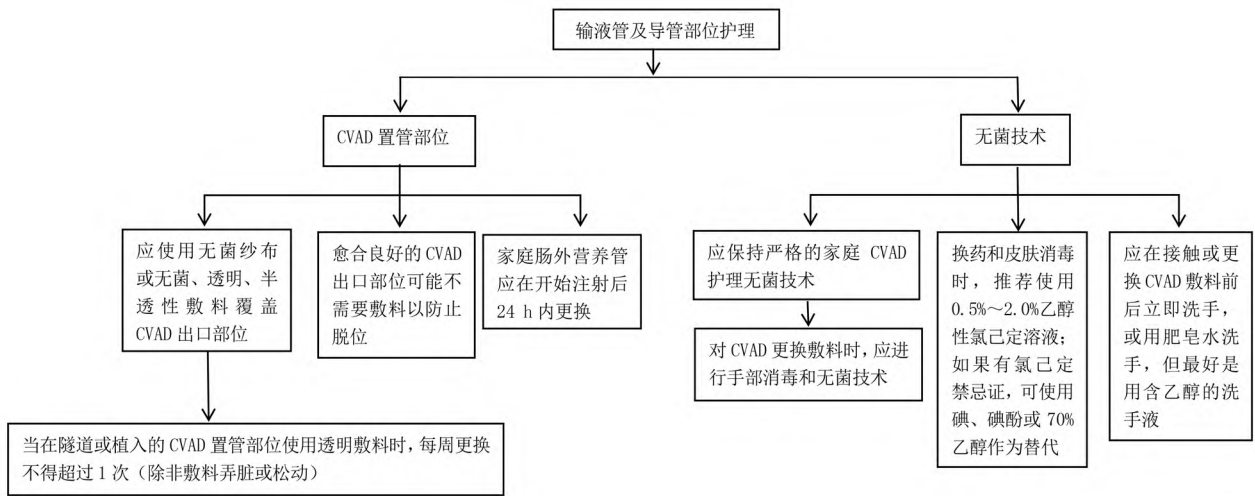 输液管及导管部位护理
CVAD 置管部位
无菌技术
应使用无菌纱布
或无菌、透明、半
透性敷料覆盖
CVAD 出口部位
愈合良好的 CVAD
出口部位可能不
需要敷料以防止
脱位
家庭肠外营养管
应在开始注射后
24 h 内更换
应保持严格的家庭 CVAD
护理无菌技术
换药和皮肤消毒
时，推荐使用
0.5%～2.0%乙醇
性氯己定溶液；
如果有氯己定
禁忌证，可使用
碘、碘酚或 70%
乙醇作为替代
应在接触或更
换 CVAD 敷料前
后立即洗手，
或用肥皂水洗
手，但最好是
用含乙醇的洗
手液
对 CVAD 更换敷料时，应进
行手部消毒和无菌技术
当在隧道或植入的 CVAD 置管部位使用透明敷料时，每周更换
不得超过 1 次（除非敷料弄脏或松动）